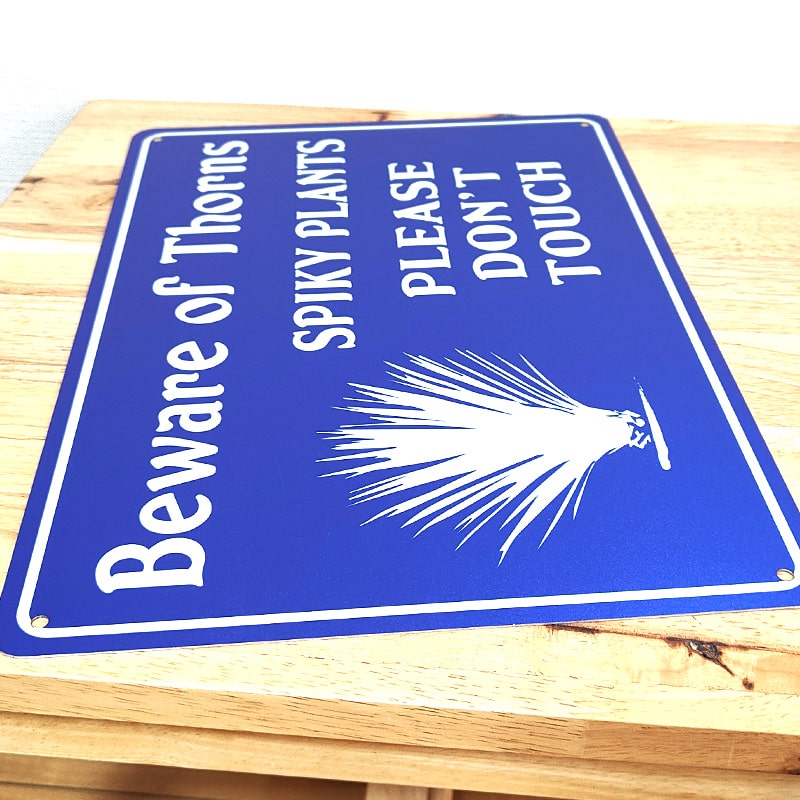 Beware of Thorns
SPIKY PLANTS
PLEASE
DON'T
TOUCH